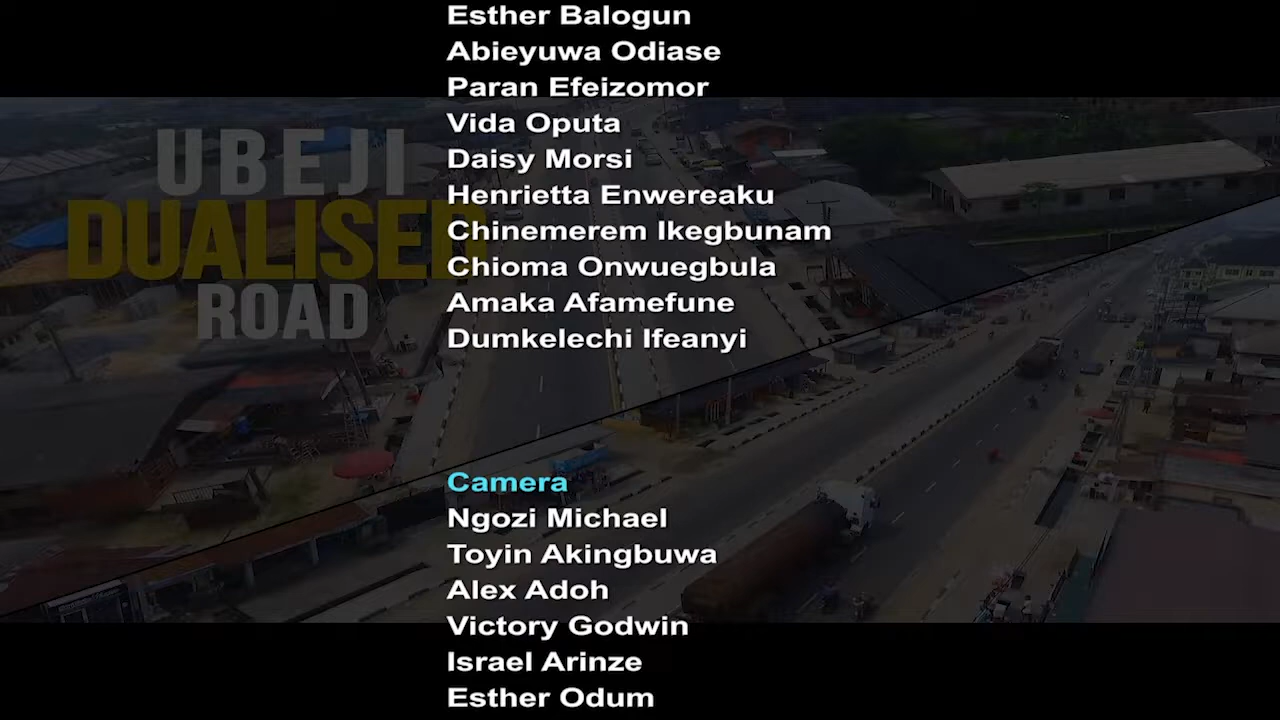 Esther Balogun
Abieyuwa Odiase
Paran Efeizomor
Vida Oputa
Daisy Morsi
Henrietta Enwereaku
Chinemerem Ikegbunam
Chioma Onwuegbula
Amaka Afamefune
Dumkelechi Ifeanyi
UBEJI
DUALISED
ROAD
Camera
Ngozi Michael
Toyin Akingbuwa
Alex Adoh
Victory Godwin
Israel Arinze
Esther Odum